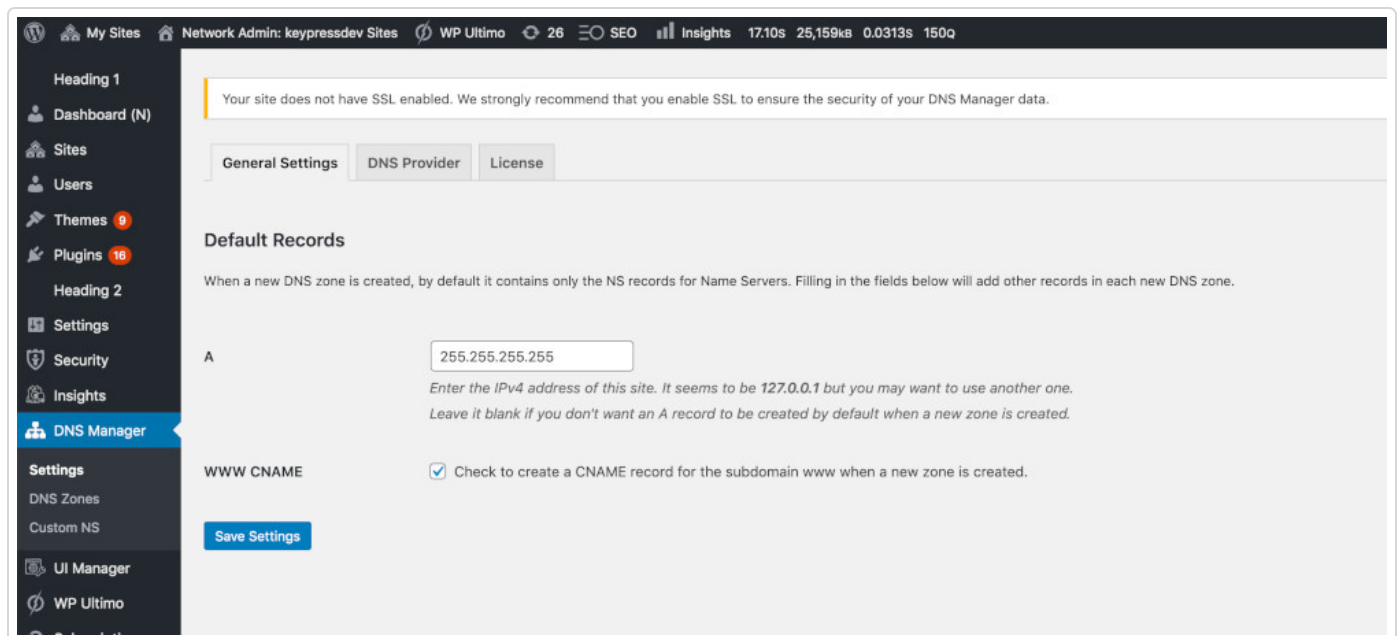 My Sites Network Admin: keypressdev Sites WP Ultimo 26 SEO Insights 17.10s 25,159KB 0.0313s 150Q
Heading 1
Dashboard (N)
Sites
Users
Themes 9
Plugins 16
Heading 2
Settings
Security
Insights
DNS Manager
Settings
DNS Zones
Custom NS
UI Manager
WP Ultimo
Your site does not have SSL enabled. We strongly recommend that you enable SSL to ensure the security of your DNS Manager data.
General Settings DNS Provider License
Default Records
When a new DNS zone is created, by default it contains only the NS records for Name Servers. Filling in the fields below will add other records in each new DNS zone.
A 255.255.255.255
Enter the IPv4 address of this site. It seems to be 127.0.0.1 but you may want to use another one.
Leave it blank if you don't want an A record to be created by default when a new zone is created.
WWW CNAME Check to create a CNAME record for the subdomain www when a new zone is created.
Save Settings